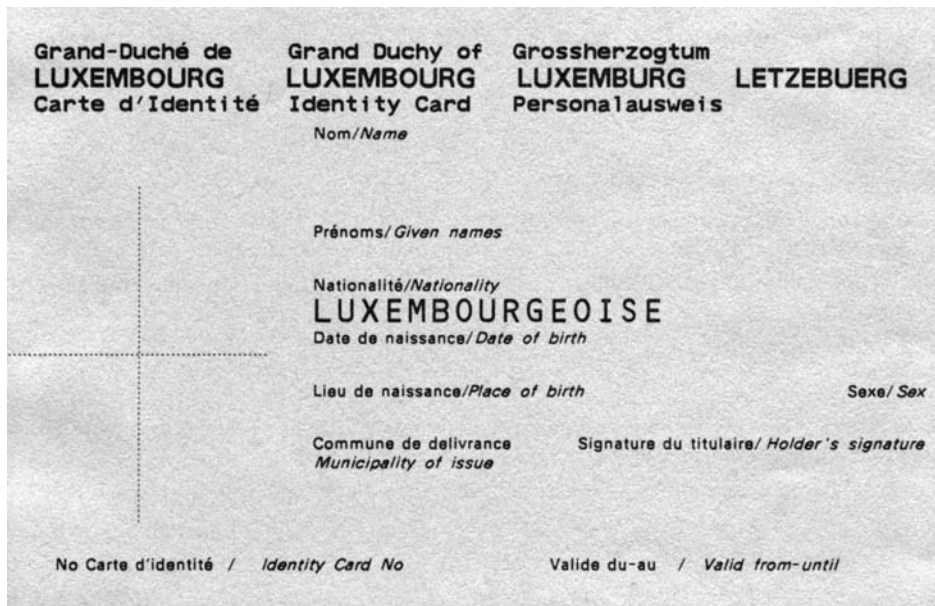 Grand-Duché de Grand Duchy of Grossherzogtum
LUXEMBOURG LUXEMBOURG LUXEMBURG LETZEBUERG
Carte d'Identité Identity Card Personalausweis
Nom/Name
Prénoms/Given names
Nationalité/Nationality
LUXEMBOURGEOISE
Date de naissance/Date of birth
Lieu de naissance/Place of birth Sexe/Sex
Commune de delivrance Signature du titulaire/Holder's signature
Municipality of issue
No Carte d'identité / Identity Card No Valide du-au / Valid from-until